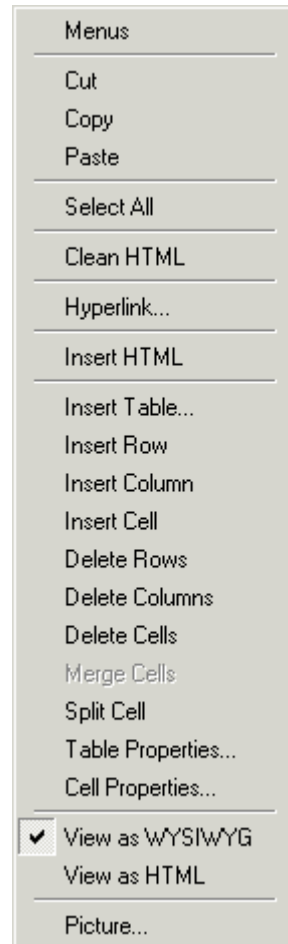 Menus
Cut
Copy
Paste
Select All
Clean HTML
Hyperlink...
Insert HTML
Insert Table...
Insert Row
Insert Column
Insert Cell
Delete Rows
Delete Columns
Delete Cells
Merge Cells
Split Cell
Table Properties...
Cell Properties...
View as WYSIWYG
View as HTML
Picture...